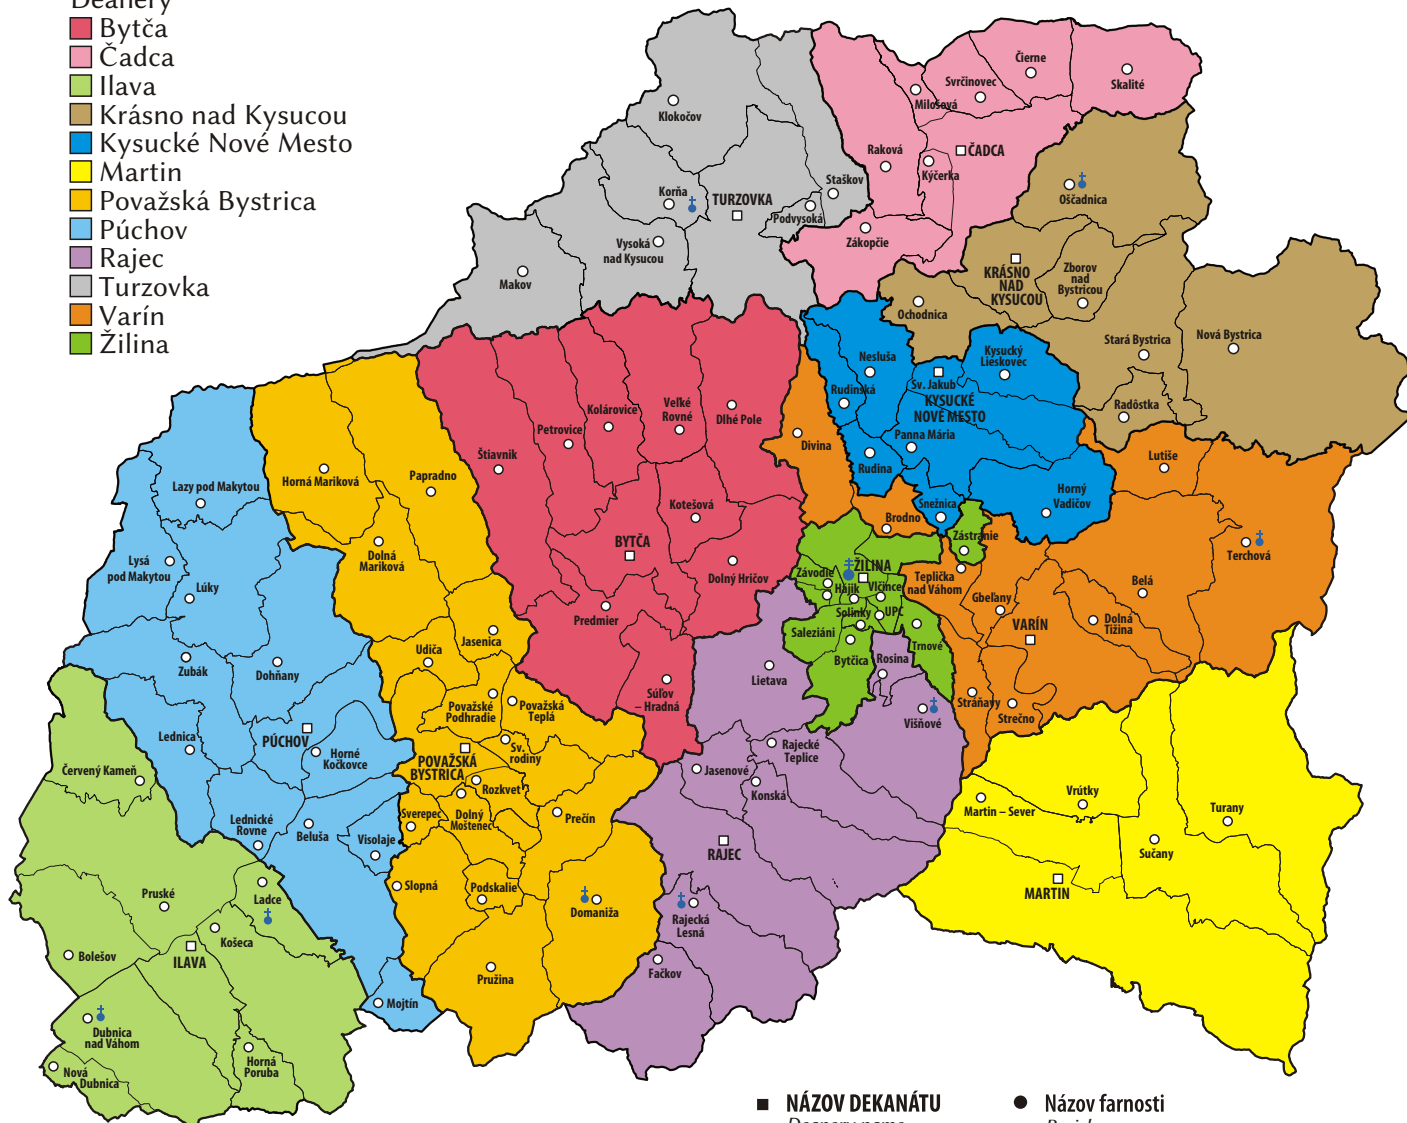 Deanery
Bytča
Čadca
Ilava
Krásno nad Kysucou
Kysucké Nové Mesto
Martin
Považská Bystrica
Púchov
Rajec
Turzovka
Varín
Žilina
Klokočov
Korňa
TURZOVKA
Staškov
Podvysoká
Vysoká
nad Kysucou
Makov
Raková
Milošová
Svrčinovec
Čierne
Skalité
ČADCA
Kýčerka
Zákopčie
Oščadnica
KRÁSNO
NAD
KYSUCOU
Zborov
nad
Bystricou
Ochodnica
Stará Bystrica
Nová Bystrica
Radôstka
Nesluša
Rudinská
Sv. Jakub
KYSUCKÉ
NOVÉ MESTO
Kysucký
Lieskovec
Panna Mária
Rudina
Snežnica
Horný
Vadičov
Štiavnik
Petrovice
Kolárovice
Veľké
Rovné
Dlhé Pole
Kotešová
BYTČA
Dolný Hričov
Predmier
Súľov
– Hradná
Divina
Brodno
Lutiše
Terchová
Teplička
nad Váhom
Gbeľany
VARÍN
Belá
Dolná
Tižina
Stráňavy
Strečno
Zástranie
ŽILINA
Závodie
Hájik
Vlčince
Solinky
UPC
Saleziáni
Bytčica
Trnové
Rosina
Višňové
Lietava
Rajecké
Teplice
Jasenové
Konská
RAJEC
Rajecká
Lesná
Fačkov
Martin – Sever
Vrútky
Turany
Sučany
MARTIN
Horná Mariková
Papradno
Dolná
Mariková
Udiča
Jasenica
Považské
Podhradie
Považská
Teplá
Sv.
rodiny
POVAŽSKÁ
BYSTRICA
Rozkvet
Sverepec
Dolný
Moštenec
Prečín
Slopná
Podskalie
Domaniža
Pružina
Lazy pod Makytou
Lysá
pod Makytou
Lúky
Zubák
Dohňany
Lednica
PÚCHOV
Horné
Kočkovce
Lednické
Rovne
Beluša
Visolaje
Mojtín
Červený Kameň
Pruské
Ladce
Košeca
Bolešov
ILAVA
Dubnica
nad Váhom
Nová
Dubnica
Horná
Poruba
NÁZOV DEKANÁTU
Deanery name
Názov farnosti